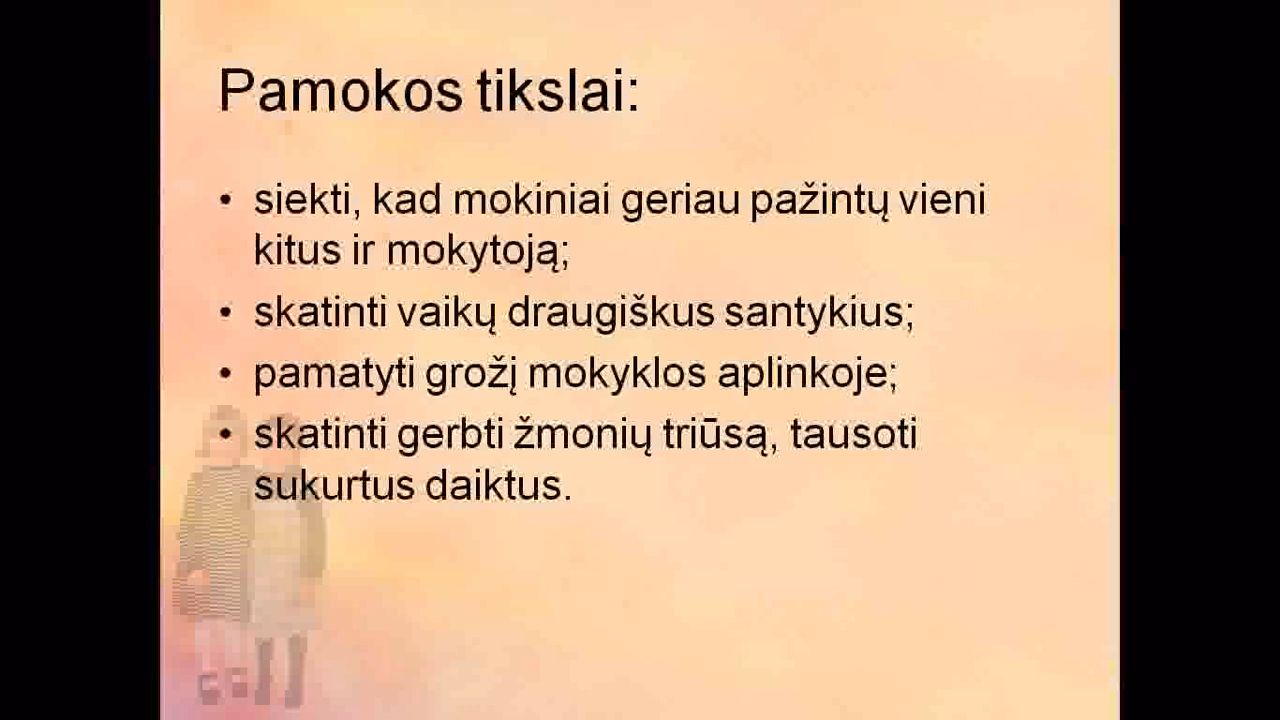 Pamokos tikslai:
• siekti, kad mokiniai geriau pažintų vieni
kitus ir mokytoją;
• skatinti vaikų draugiškus santykius;
• pamatyti grožį mokyklos aplinkoje;
• skatinti gerbti žmonių triūsą, tausoti
sukurtus daiktus.